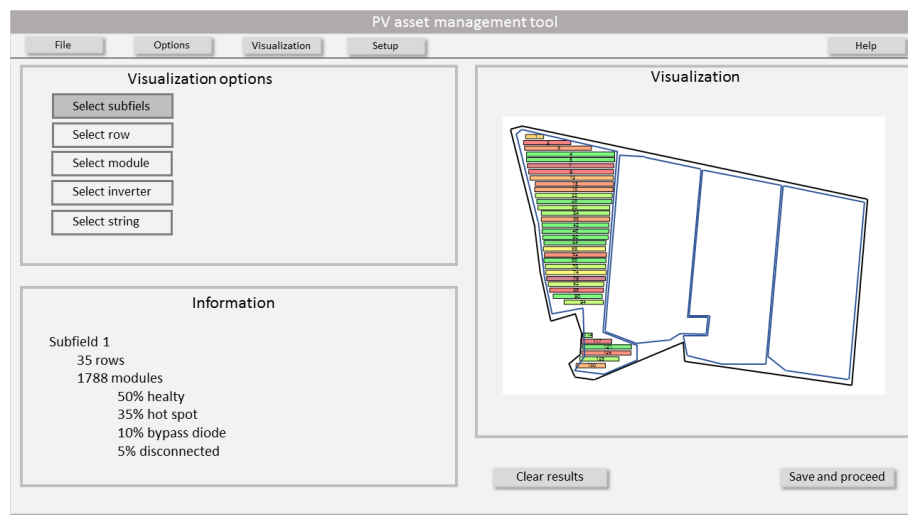 PV asset management tool
File Options Visualization Setup Help
Visualization options
Select subfiels
Select row
Select module
Select inverter
Select string
Information
Subfield 1
35 rows
1788 modules
50% healty
35% hot spot
10% bypass diode
5% disconnected
Visualization
Clear results Save and proceed